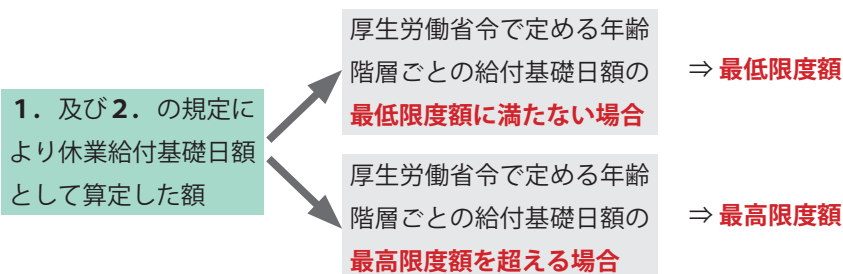 1．及び2．の規定に
より休業給付基礎日額
として算定した額
厚生労働省令で定める年齢
階層ごとの給付基礎日額の
最低限度額に満たない場合
⇒ 最低限度額
厚生労働省令で定める年齢
階層ごとの給付基礎日額の
最高限度額を超える場合
⇒ 最高限度額